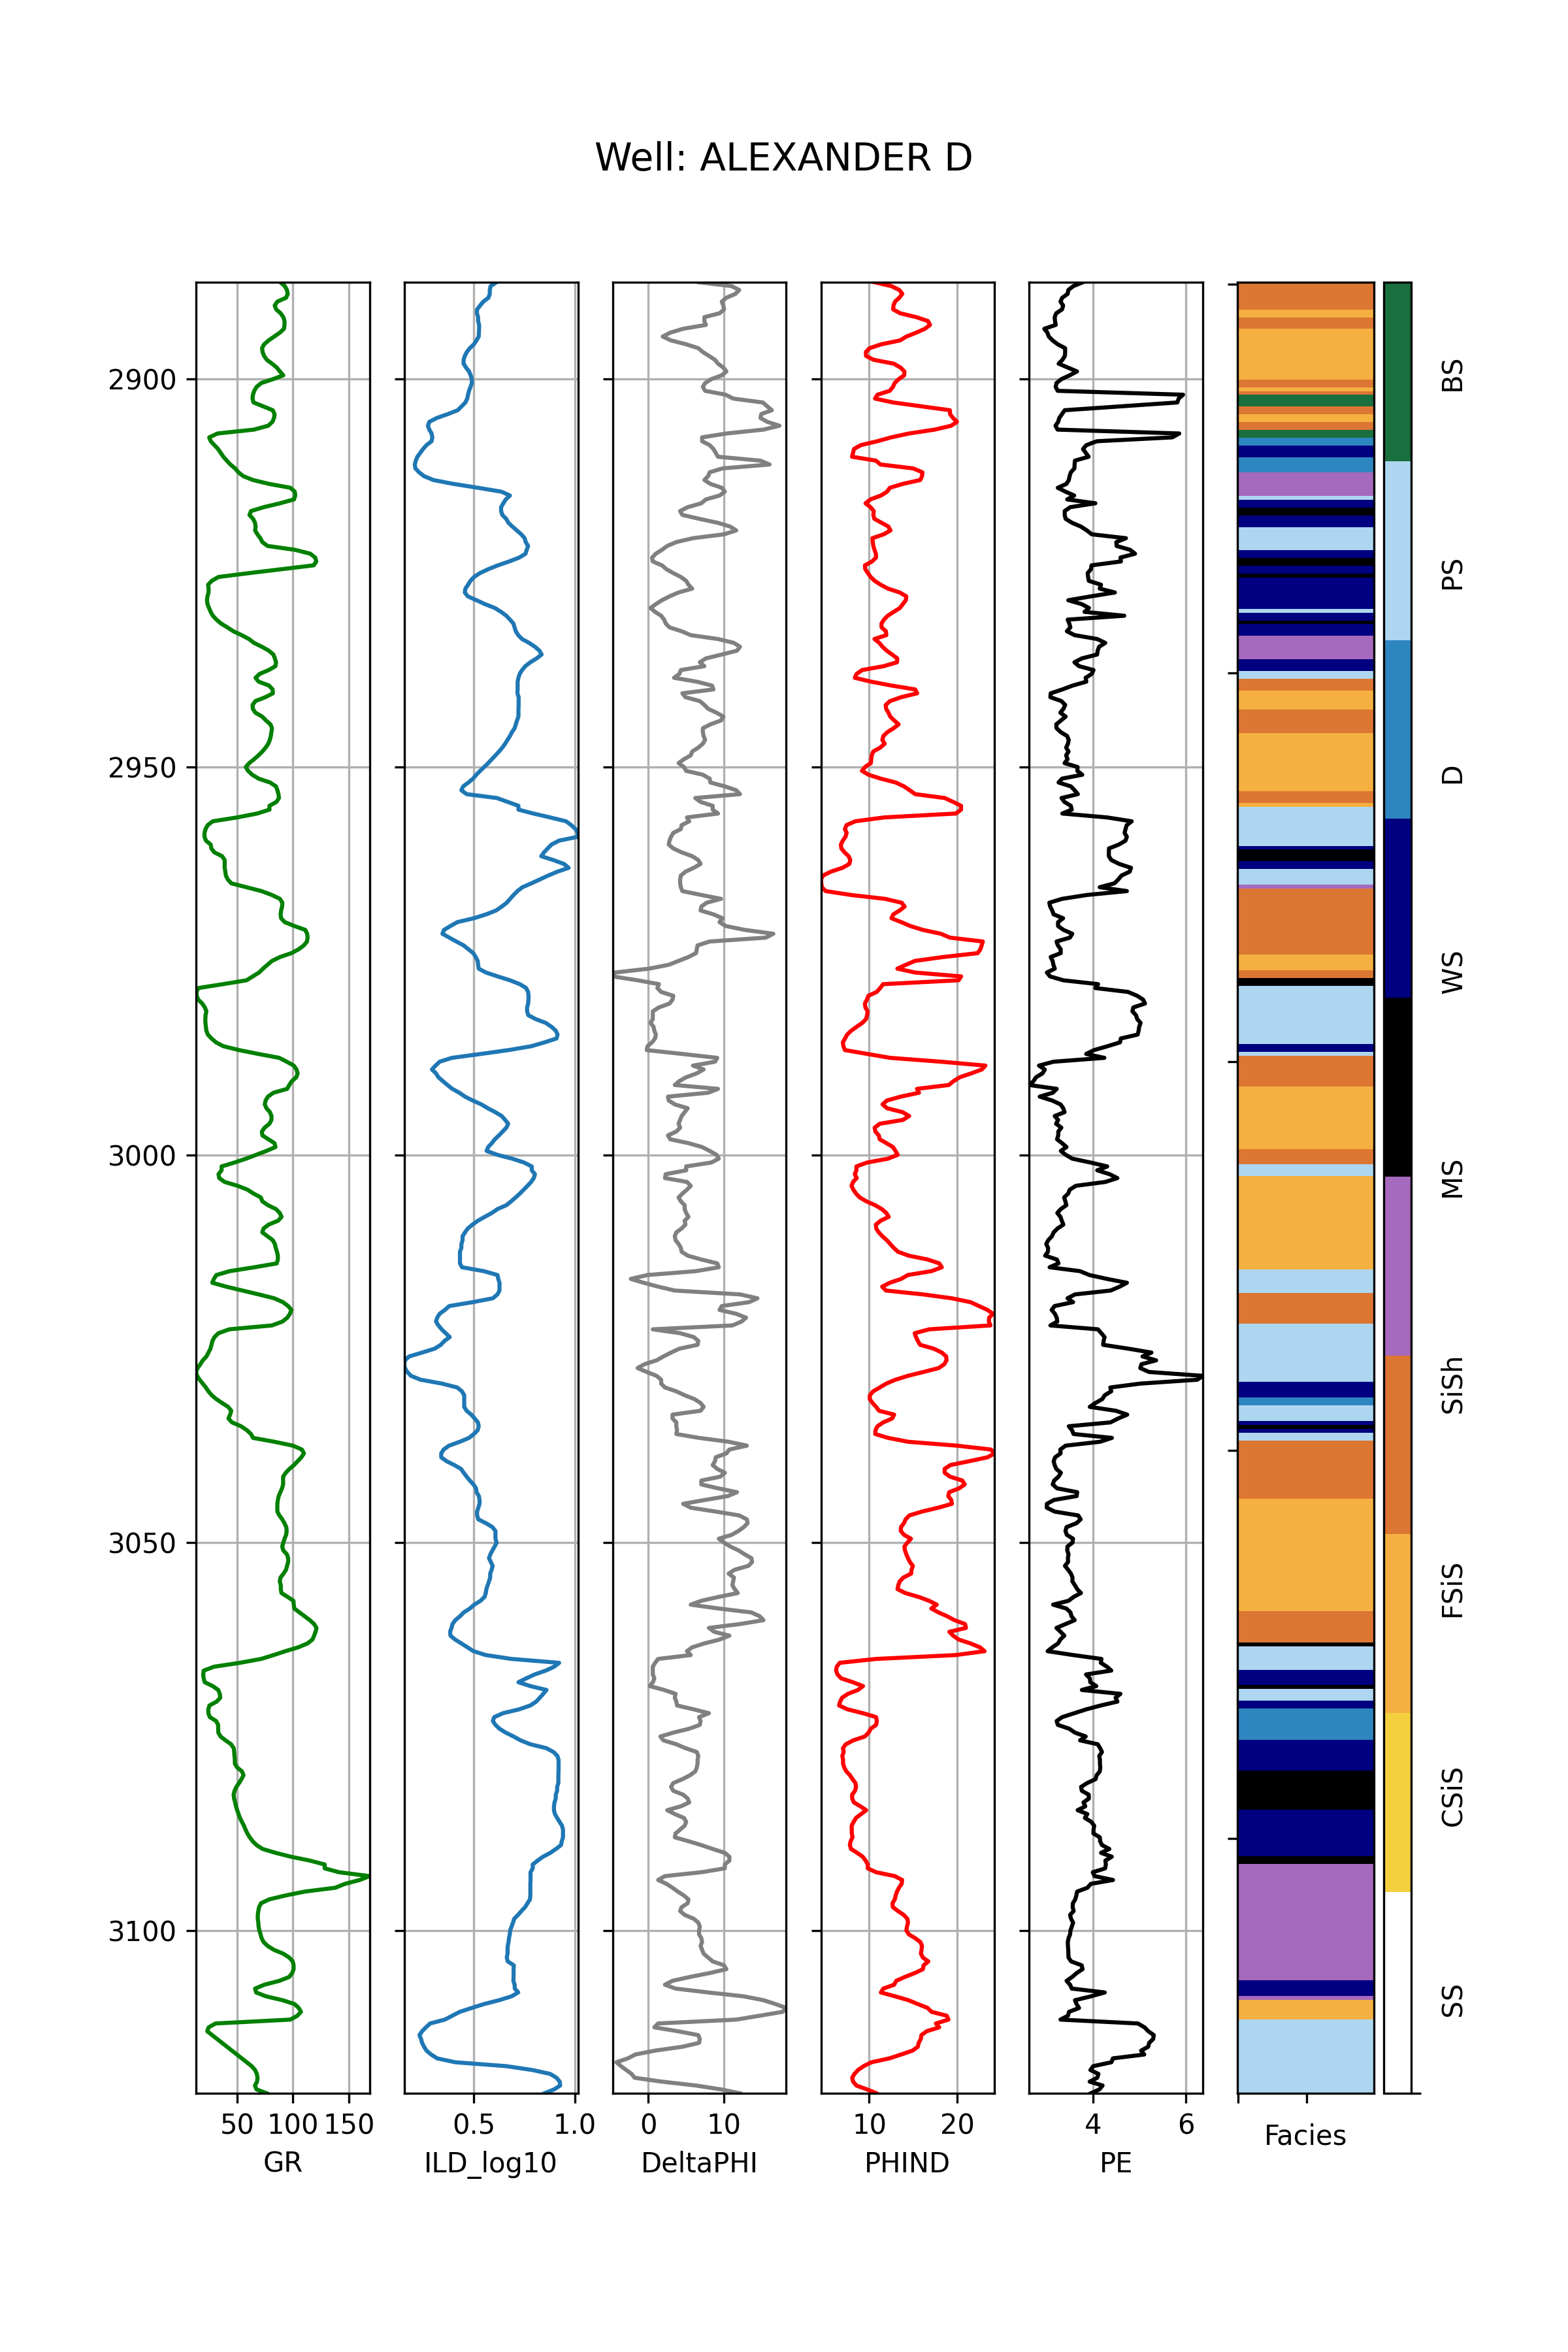 Well: ALEXANDER D
2900
2950
3000
3050
3100
50 100 150
0.5 1.0
0 10
10 20
4 6
GR
ILD_log10
DeltaPHI
PHIND
PE
Facies
BS
PS
D
WS
MS
SiSh
FSiS
CSiS
SS